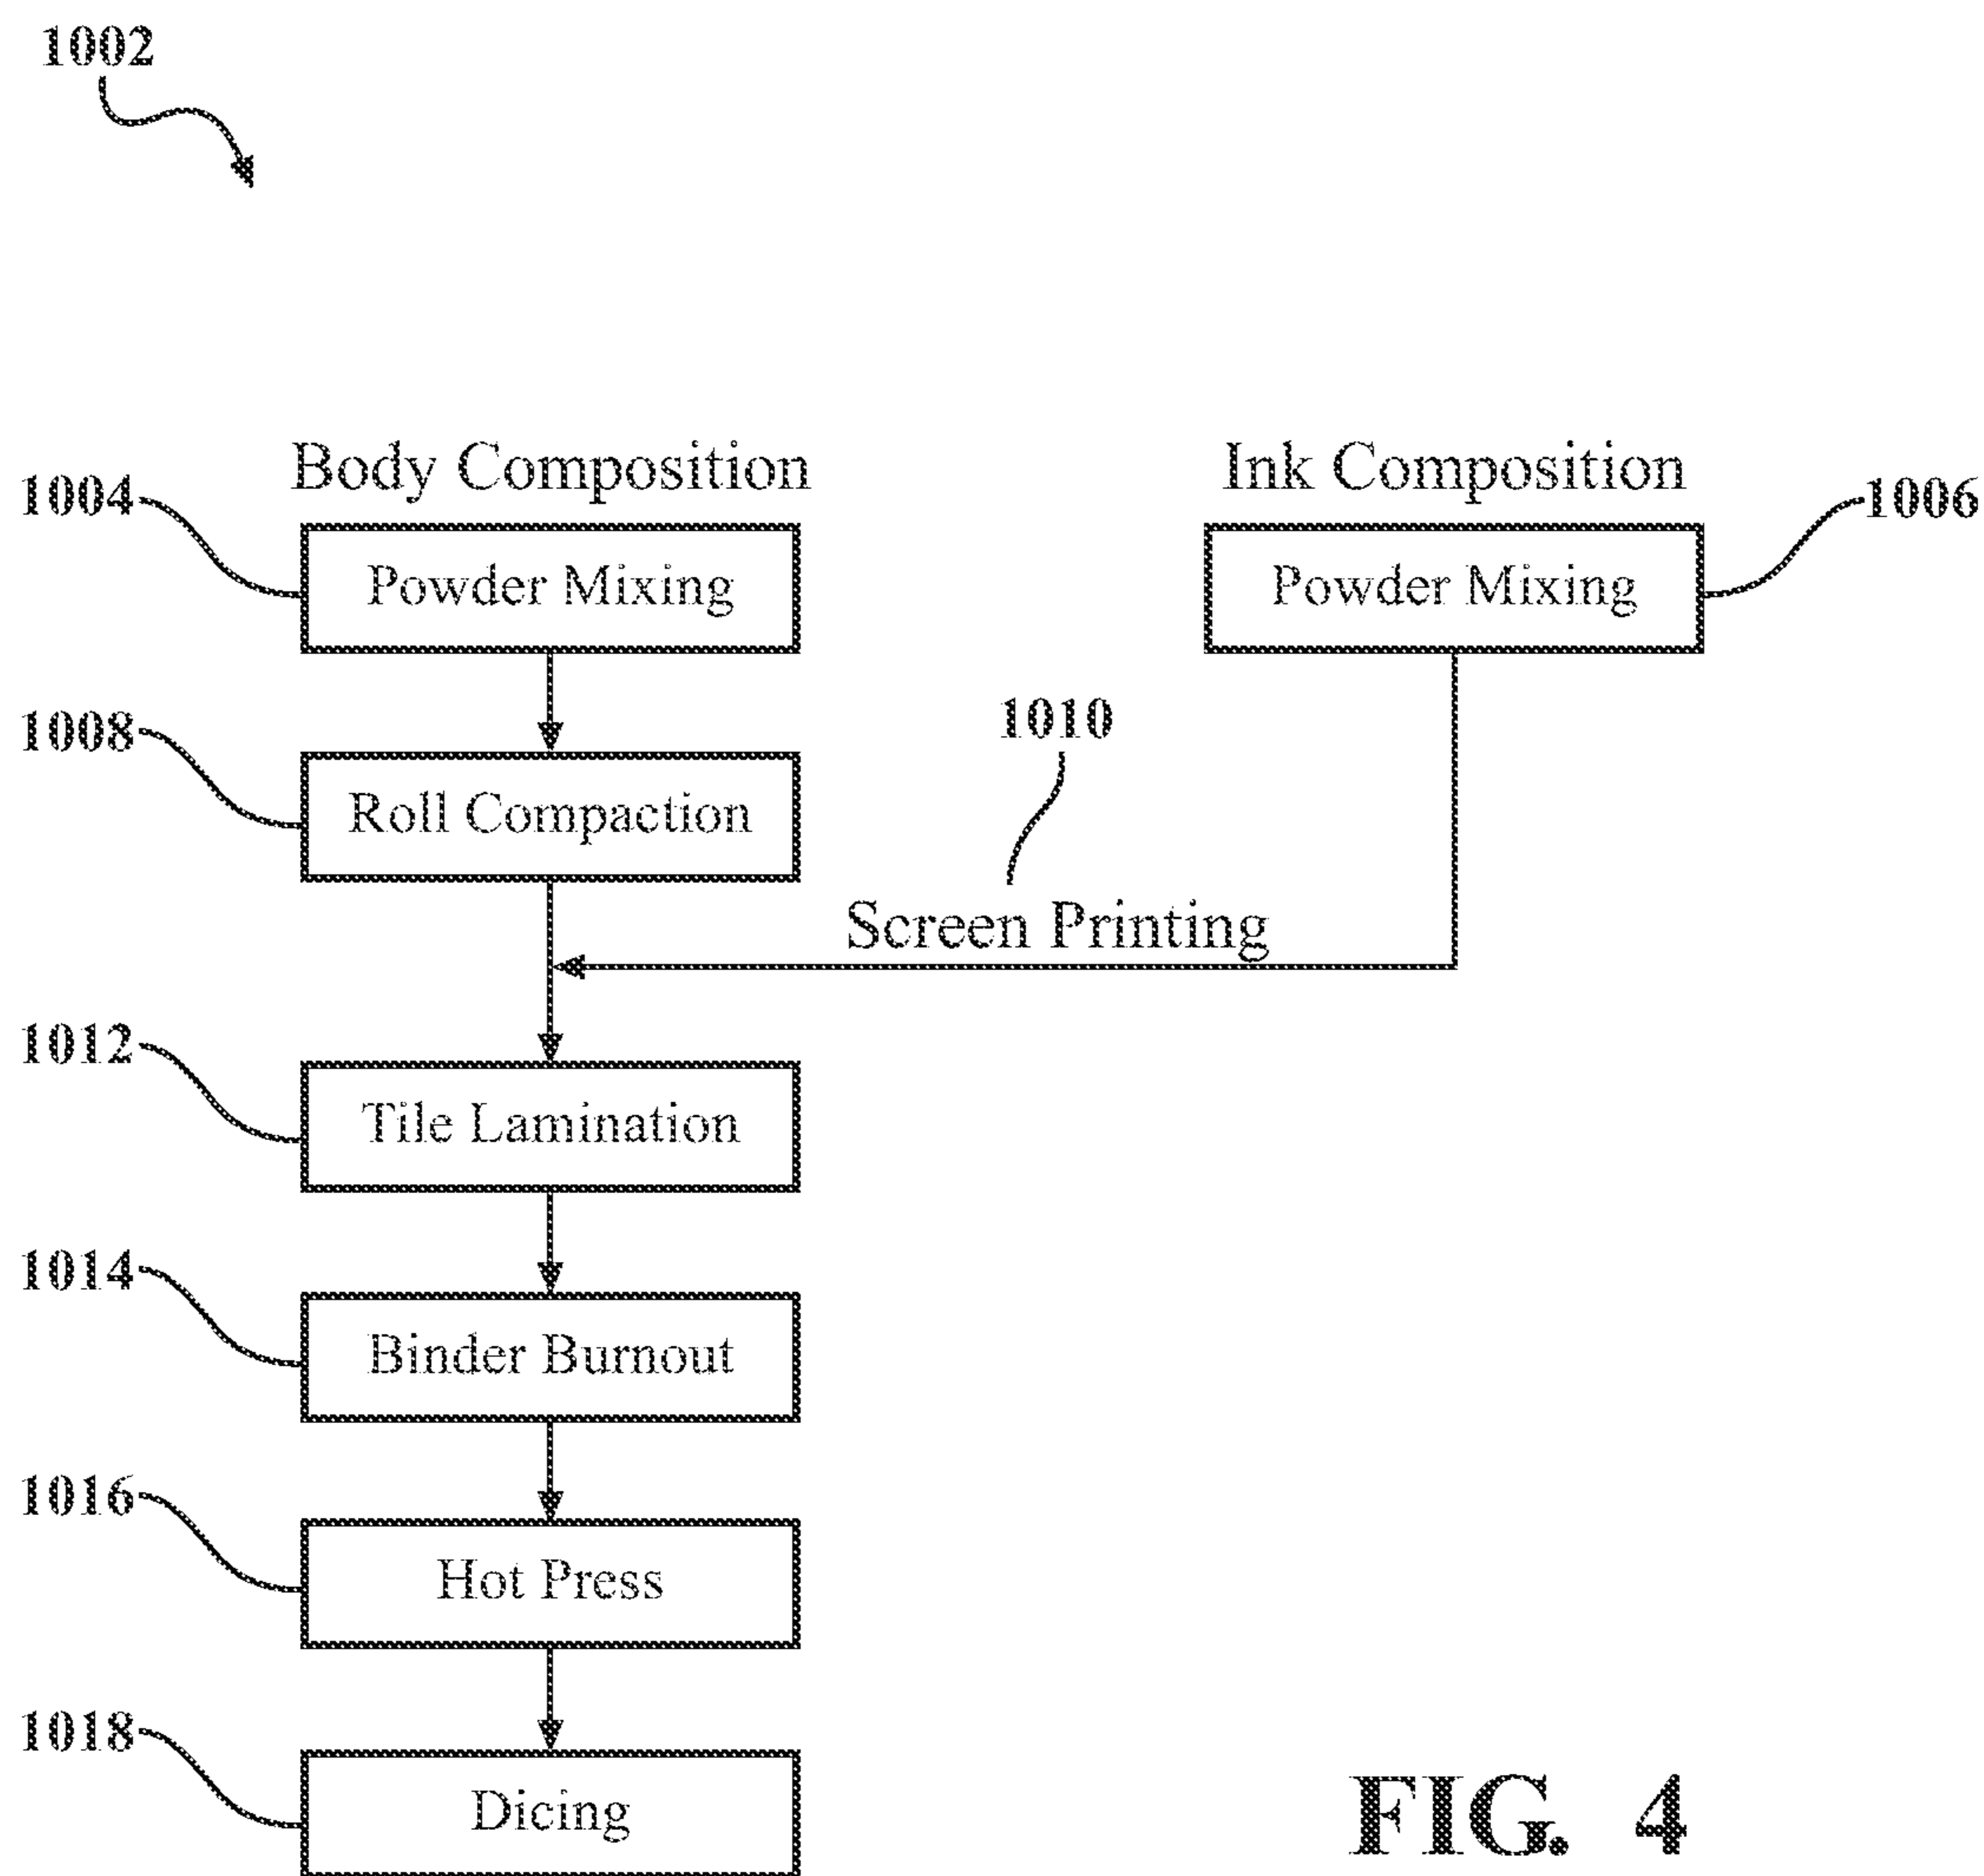 1002
Body Composition
Ink Composition
1004
1006
Powder Mixing
Powder Mixing
1008
1010
Roll Compaction
Screen Printing
1012
Tile Lamination
1014
Binder Burnout
1016
Hot Press
1018
Dicing
FIG. 4